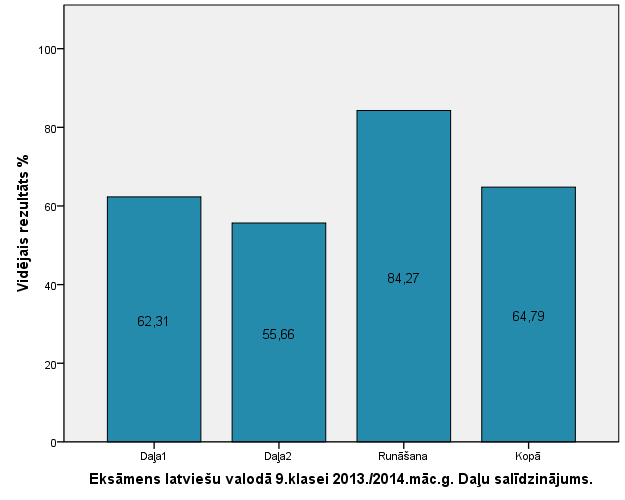 Vidējais rezultāts %
100
80
60
40
20
0
62,31
55,66
84,27
64,79
Daļa1
Daļa2
Runāšana
Kopā
Eksāmens latviešu valodā 9.klasei 2013./2014.māc.g. Daļu salīdzinājums.